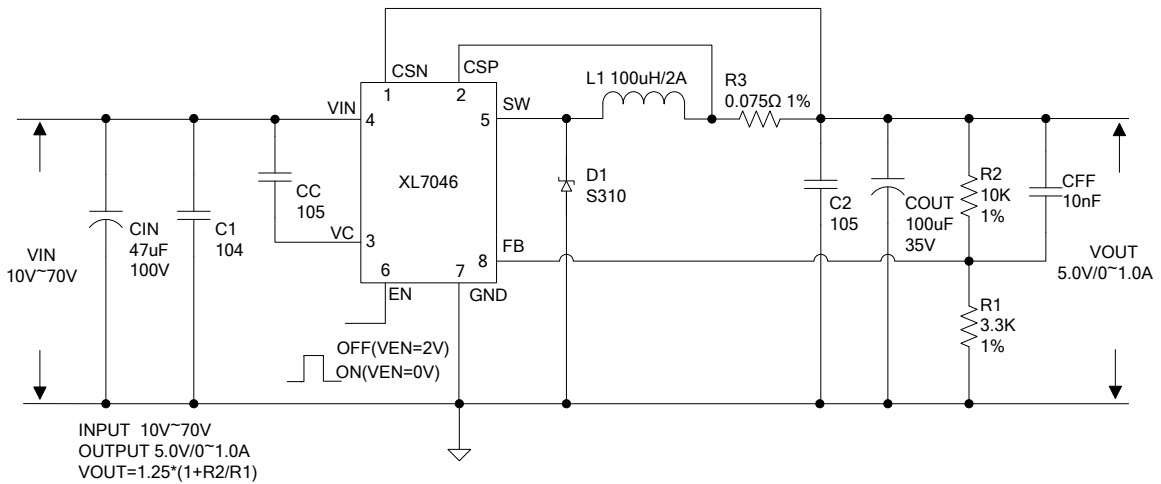 CSN
CSP
1
2
L1 100uH/2A
R3
0.075Ω 1%
VIN
4
SW
5
XL7046
CC
105
D1
S310
C2
105
COUT
100uF
35V
R2
10K
1%
CFF
10nF
CIN
47uF
100V
C1
104
VC
3
FB
8
VIN
10V~70V
VOUT
5.0V/0~1.0A
6
7
EN
GND
R1
3.3K
1%
OFF(VEN=2V)
ON(VEN=0V)
INPUT 10V~70V
OUTPUT 5.0V/0~1.0A
VOUT=1.25*(1+R2/R1)